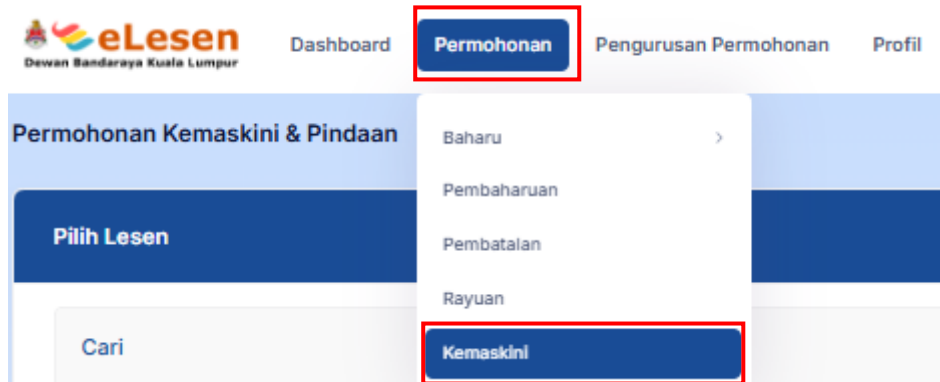 eLesen
Dewan Bandaraya Kuala Lumpur
Dashboard Permohonan Pengurusan Permohonan Profil
Permohonan Kemaskini & Pindaan
Baharu
Pembaharuan
Pilih Lesen
Pembatalan
Rayuan
Cari
Kemaskini